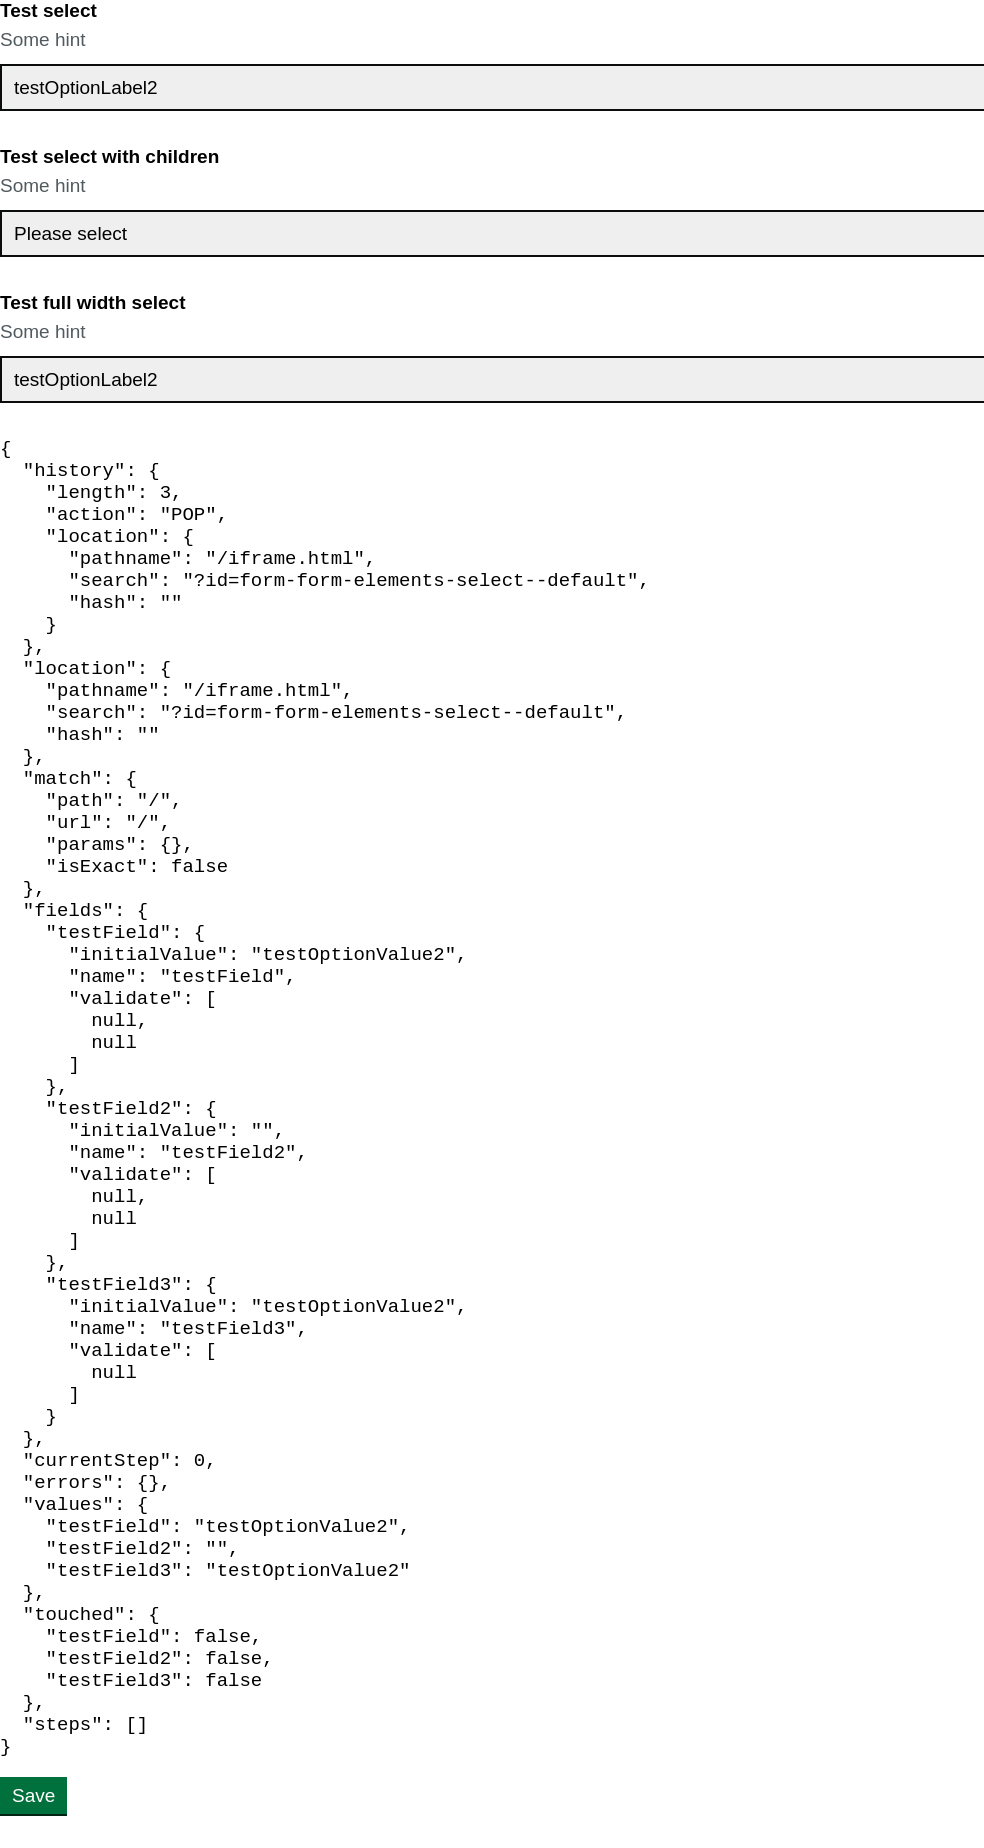 Test select
Some hint
testOptionLabel2
Test select with children
Some hint
Please select
Test full width select
Some hint
testOptionLabel2
{
  "history": {
    "length": 3,
    "action": "POP",
    "location": {
      "pathname": "/iframe.html",
      "search": "?id=form-form-elements-select--default",
      "hash": ""
    }
  },
  "location": {
    "pathname": "/iframe.html",
    "search": "?id=form-form-elements-select--default",
    "hash": ""
  },
  "match": {
    "path": "/",
    "url": "/",
    "params": {},
    "isExact": false
  },
  "fields": {
    "testField": {
      "initialValue": "testOptionValue2",
      "name": "testField",
      "validate": [
        null,
        null
      ]
    },
    "testField2": {
      "initialValue": "",
      "name": "testField2",
      "validate": [
        null,
        null
      ]
    },
    "testField3": {
      "initialValue": "testOptionValue2",
      "name": "testField3",
      "validate": [
        null
      ]
    }
  },
  "currentStep": 0,
  "errors": {},
  "values": {
    "testField": "testOptionValue2",
    "testField2": "",
    "testField3": "testOptionValue2"
  },
  "touched": {
    "testField": false,
    "testField2": false,
    "testField3": false
  },
  "steps": []
}
Save